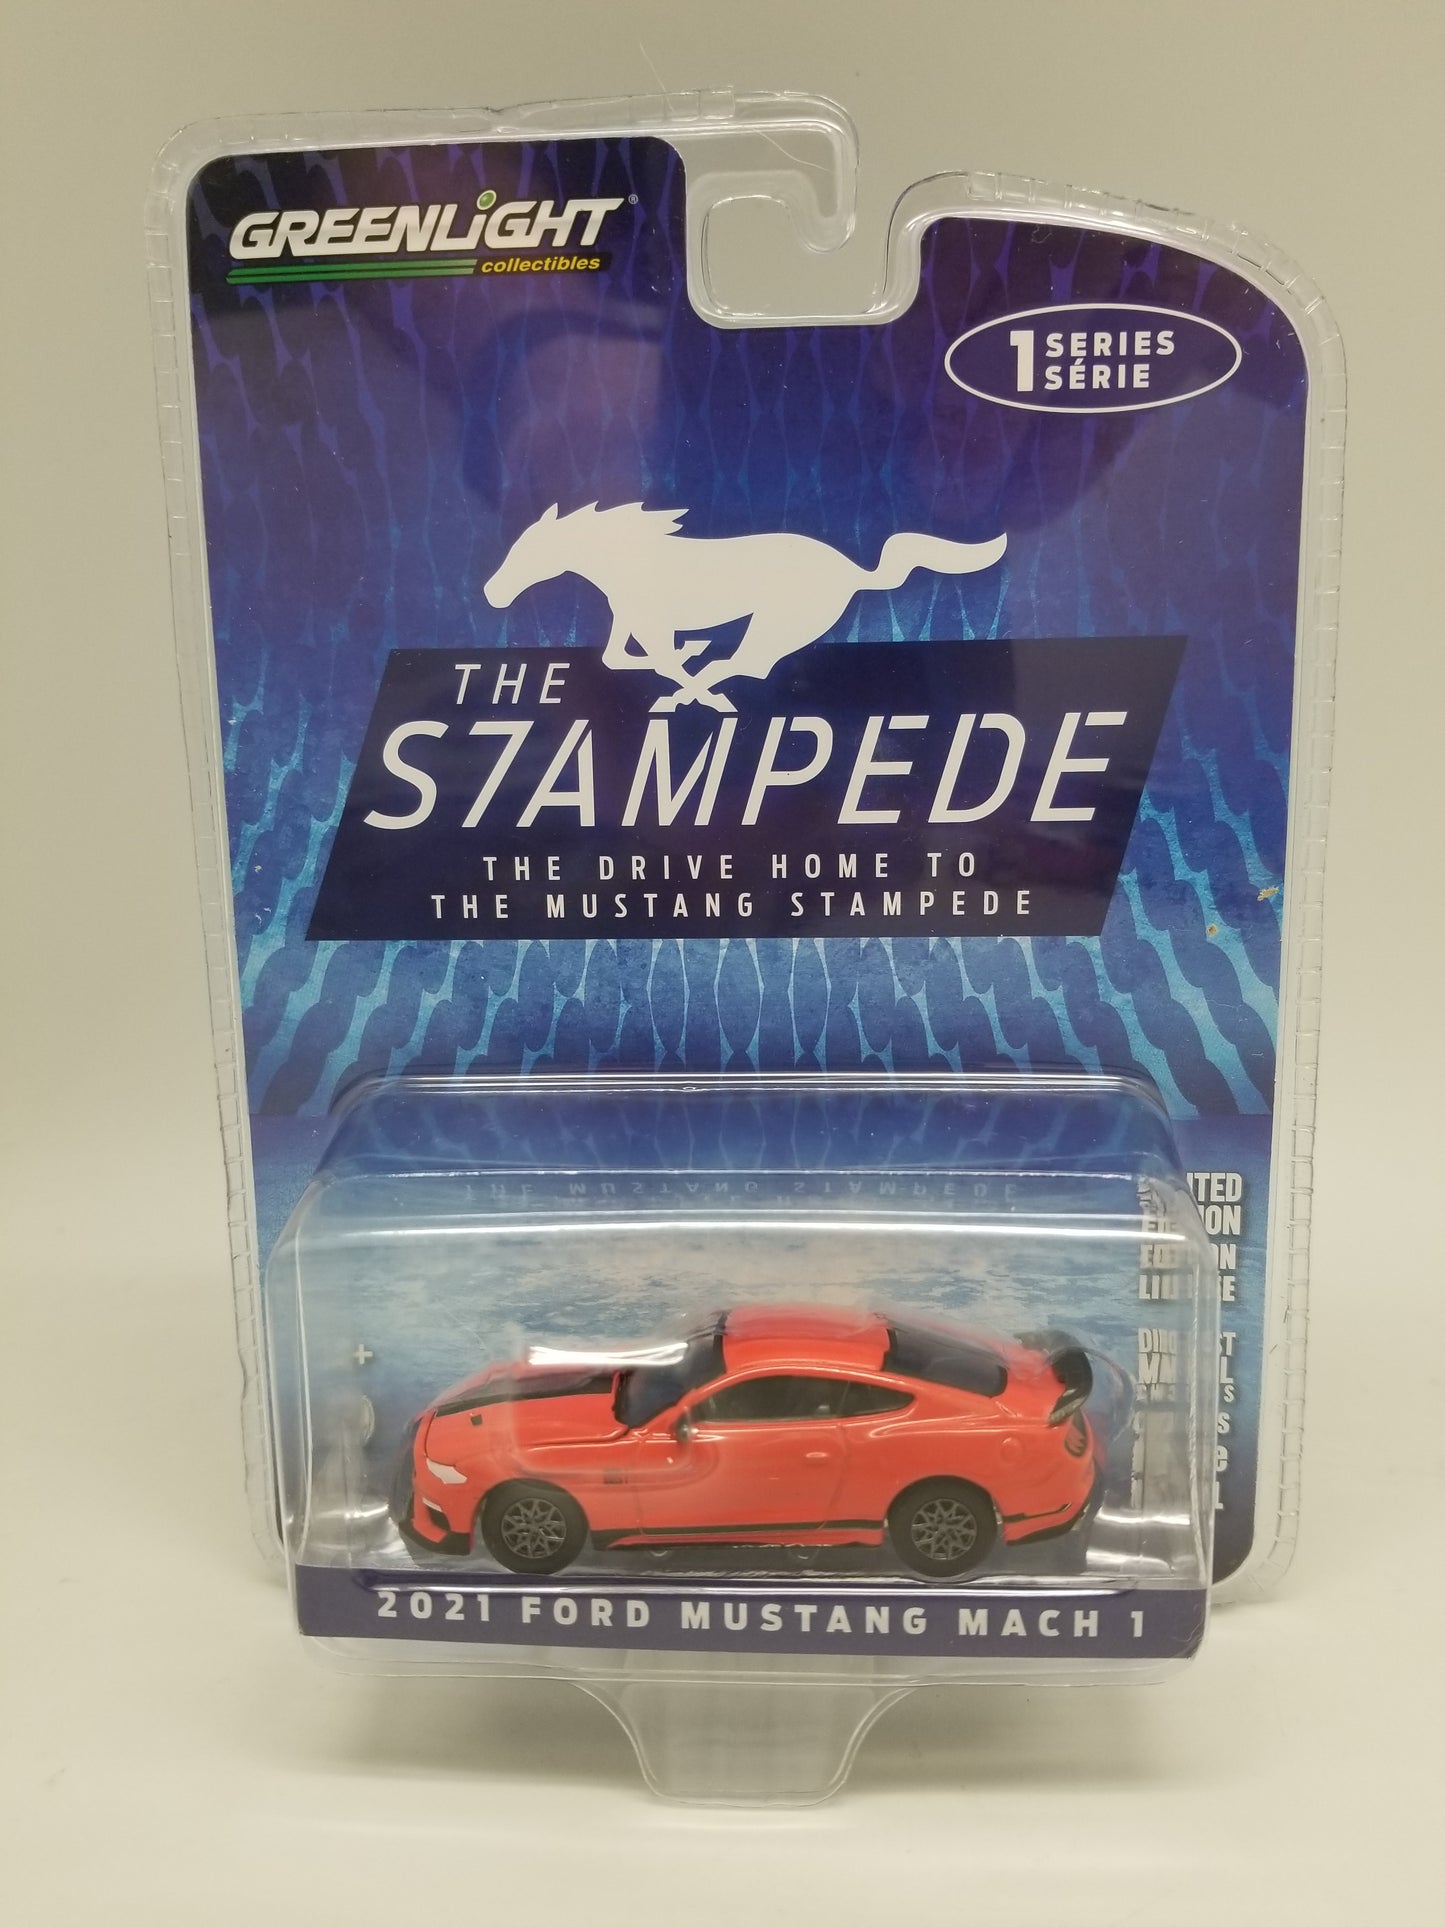 GREENLiGHT®
collectibles
1 SERIES
SÉRIE
THE
S7AMPEDE
THE DRIVE HOME TO
THE MUSTANG STAMPEDE
2021 FORD MUSTANG MACH 1